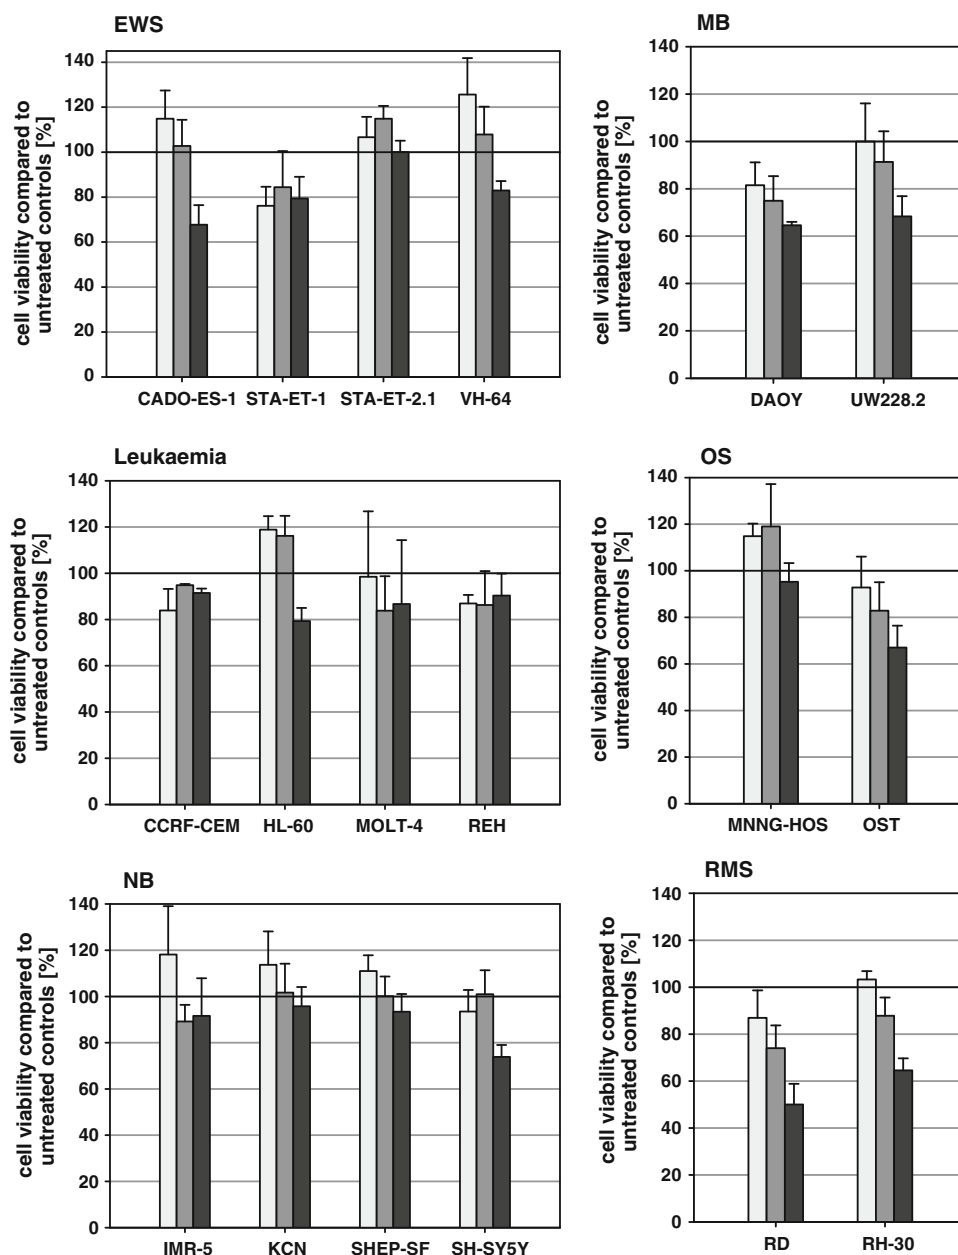 EWS
cell viability compared to
untreated controls [%]
140
120
100
80
60
40
20
0
CADO-ES-1 STA-ET-1 STA-ET-2.1 VH-64
MB
cell viability compared to
untreated controls [%]
140
120
100
80
60
40
20
0
DAOY UW228.2
Leukaemia
cell viability compared to
untreated controls [%]
140
120
100
80
60
40
20
0
CCRF-CEM HL-60 MOLT-4 REH
OS
cell viability compared to
untreated controls [%]
140
120
100
80
60
40
20
0
MNNG-HOS OST
NB
cell viability compared to
untreated controls [%]
140
120
100
80
60
40
20
0
IMR-5 KCN SHEP-SF SH-SY5Y
RMS
cell viability compared to
untreated controls [%]
140
120
100
80
60
40
20
0
RD RH-30